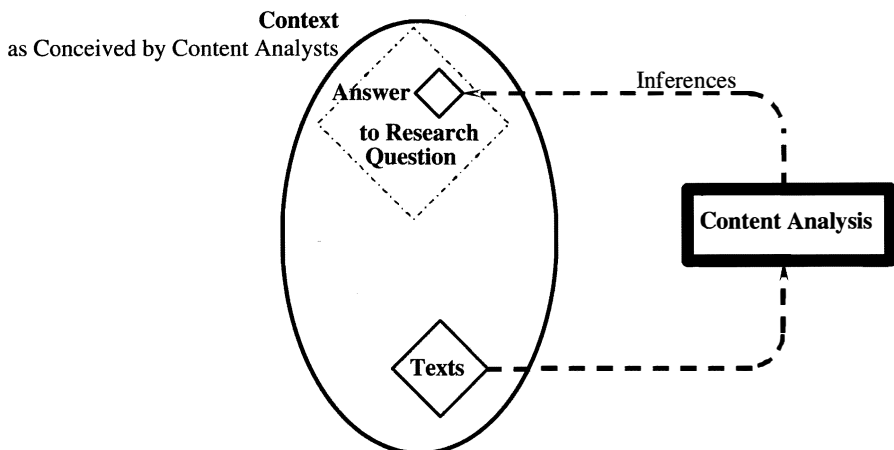 Context
as Conceived by Content Analysts
Inferences
Answer
to Research
Question
Content Analysis
Texts